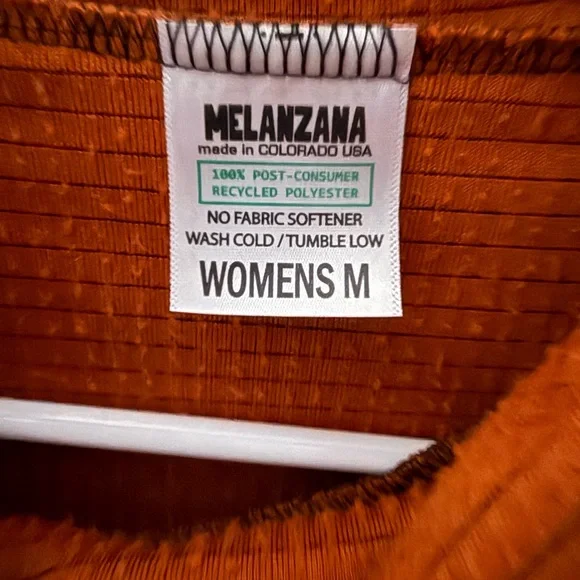 MELANZANA
made in COLORADO USA
100% POST-CONSUMER
RECYCLED POLYESTER
NO FABRIC SOFTENER
WASH COLD / TUMBLE LOW
WOMENS M